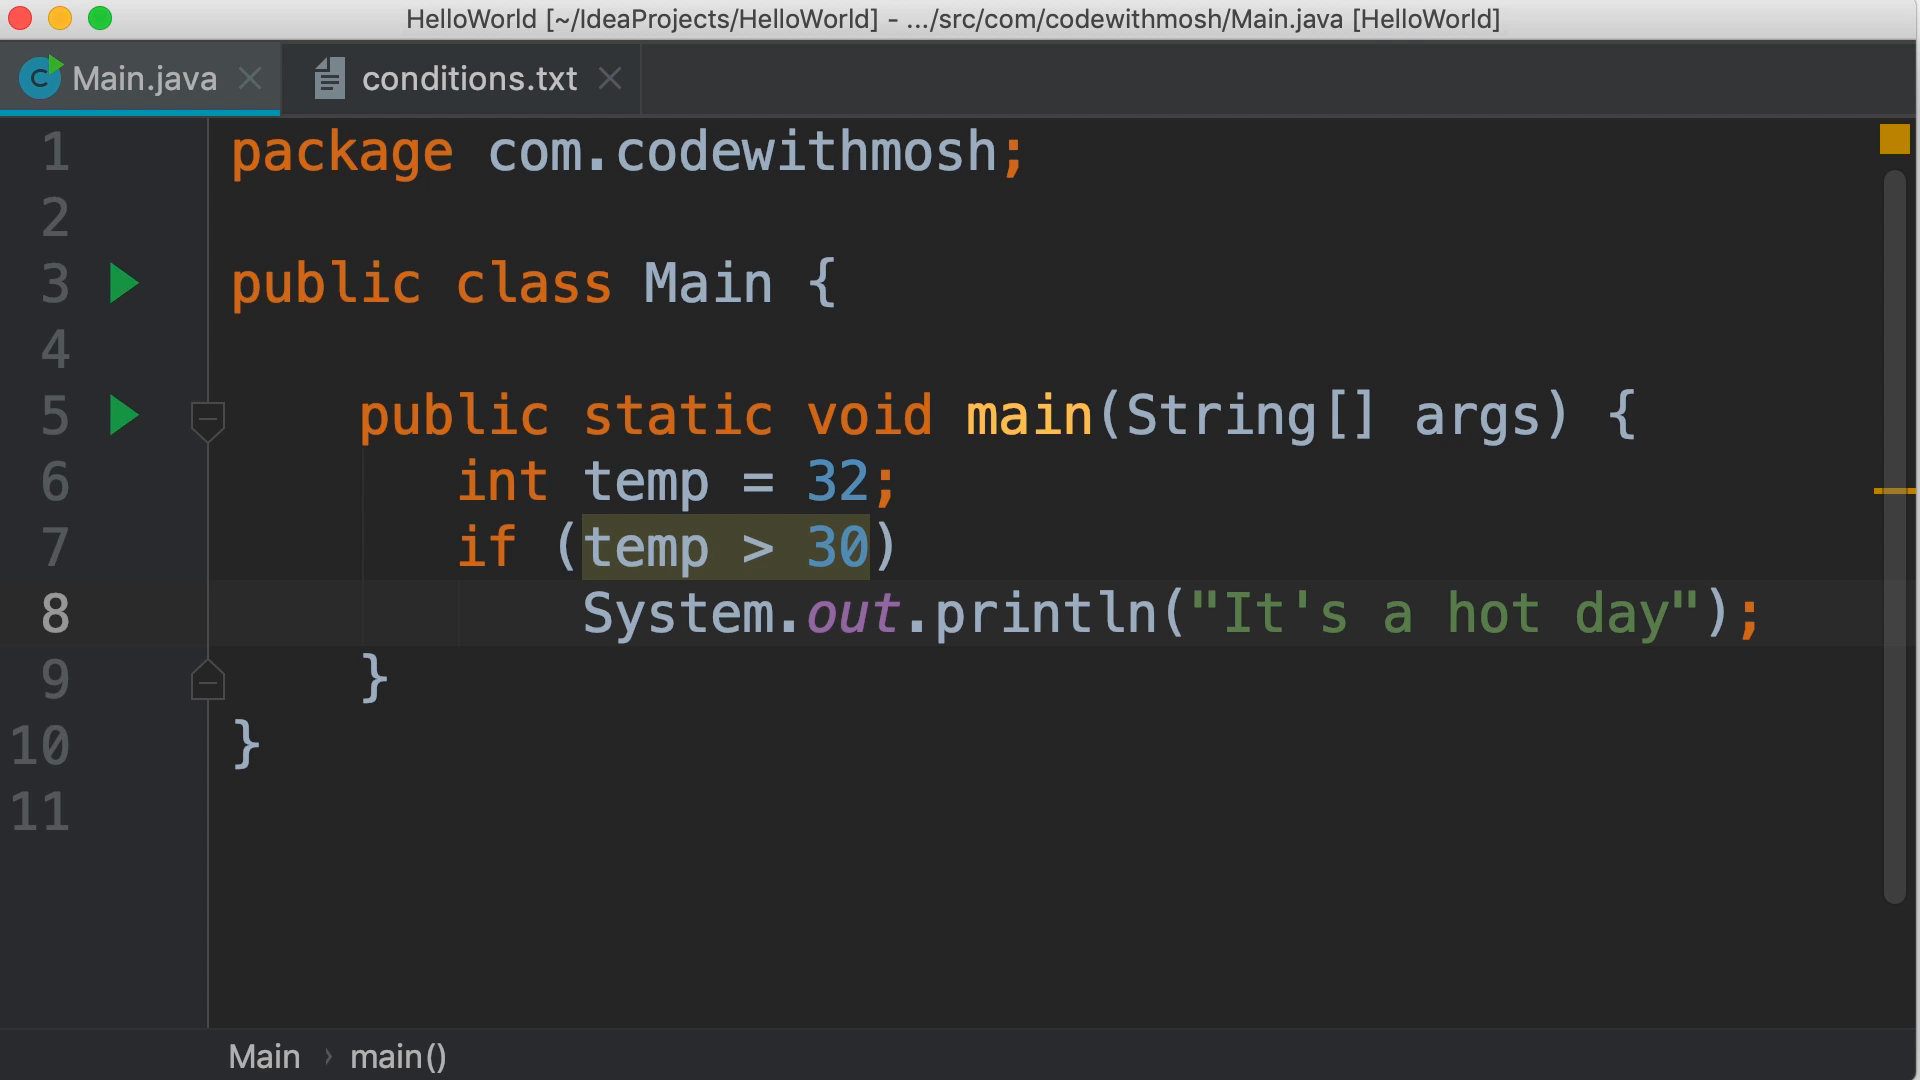 HelloWorld [~/IdeaProjects/HelloWorld] - .../src/com/codewithmosh/Main.java [HelloWorld]
Main.java conditions.txt
1 package com.codewithmosh;
2
3 public class Main {
4
5 public static void main(String[] args) {
6 int temp = 32;
7 if (temp > 30)
8 System.out.println("It's a hot day");
9 }
10 }
11
Main › main()